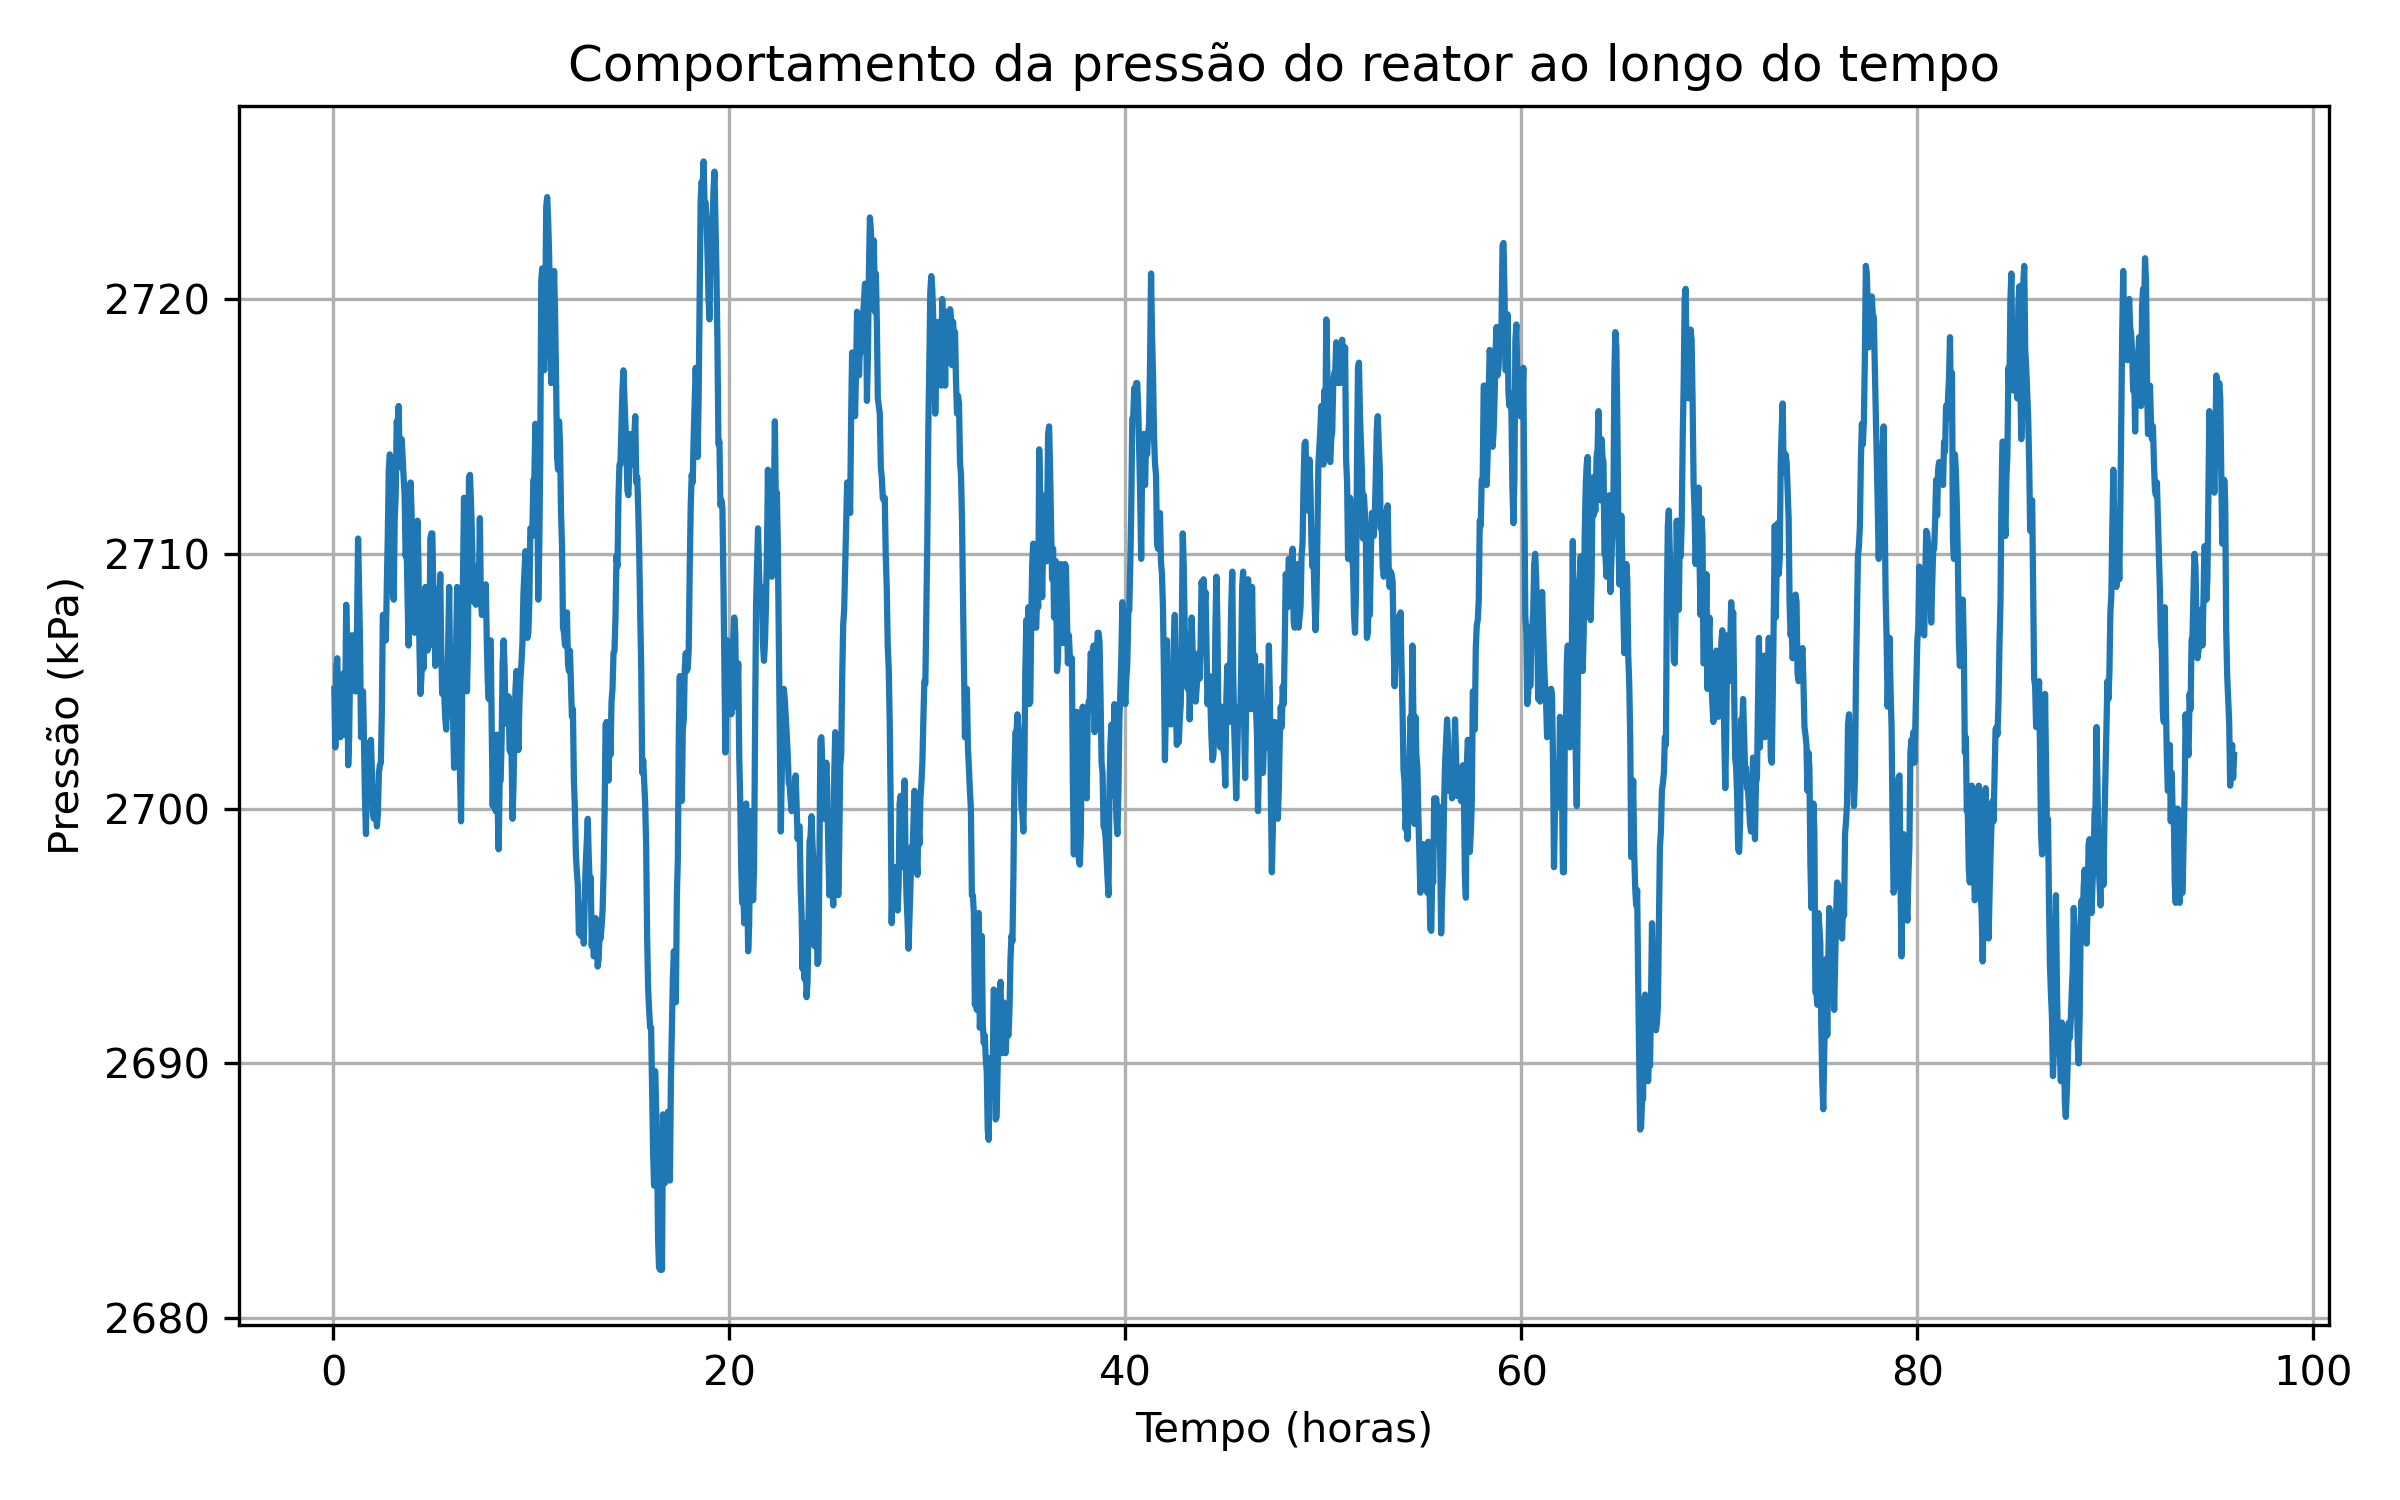 Comportamento da pressão do reator ao longo do tempo
Pressão (kPa)
2720
2710
2700
2690
2680
0 20 40 60 80 100
Tempo (horas)